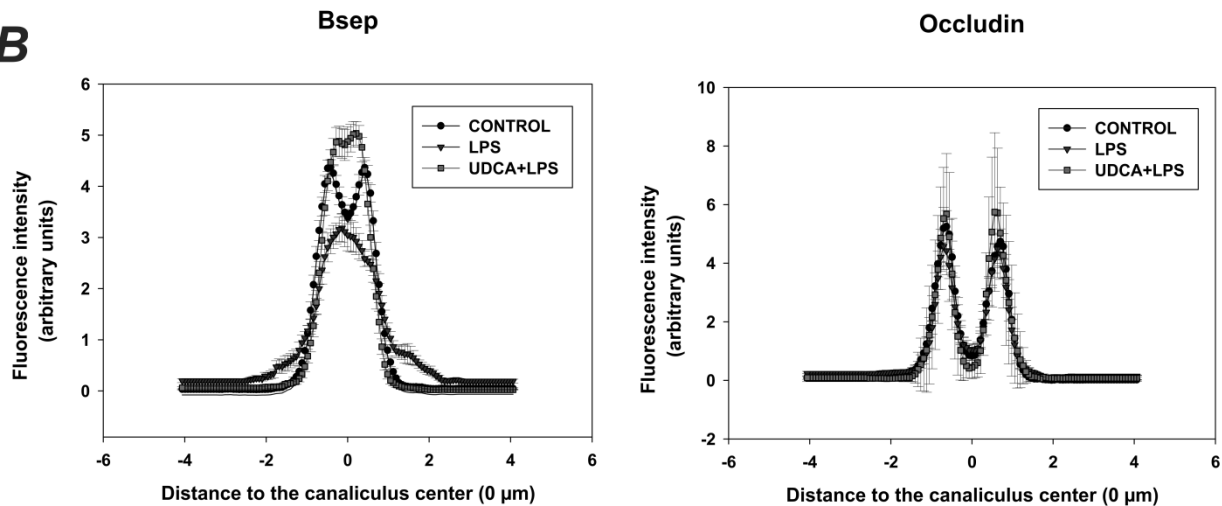 B
Bsep
Fluorescence intensity
(arbitrary units)
6
5
4
3
2
1
0
CONTROL
LPS
UDCA+LPS
-6 -4 -2 0 2 4 6
Distance to the canaliculus center (0 µm)
Occludin
Fluorescence intensity
(arbitrary units)
10
8
6
4
2
0
-2
CONTROL
LPS
UDCA+LPS
-6 -4 -2 0 2 4 6
Distance to the canaliculus center (0 µm)